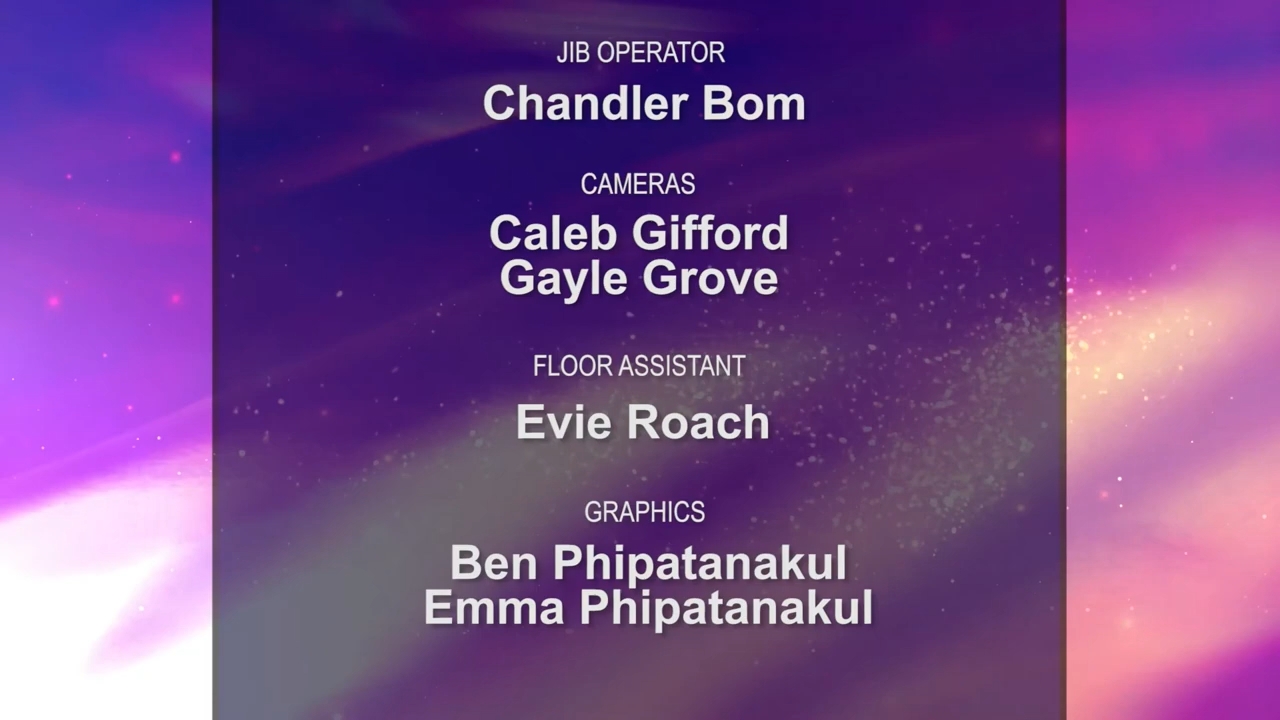 JIB OPERATOR
Chandler Bom
CAMERAS
Caleb Gifford
Gayle Grove
FLOOR ASSISTANT
Evie Roach
GRAPHICS
Ben Phipatanakul
Emma Phipatanakul